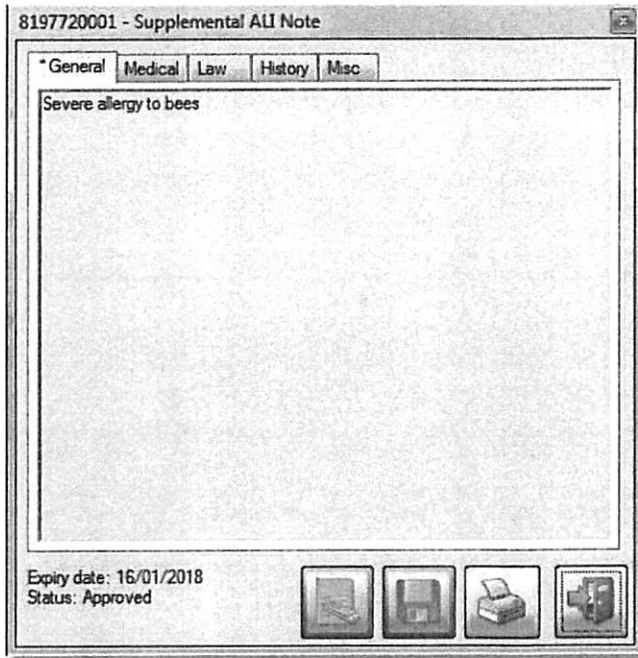 8197720001 - Supplemental ALI Note
*General Medical Law History Misc
Severe allergy to bees
Expiry date: 16/01/2018
Status: Approved